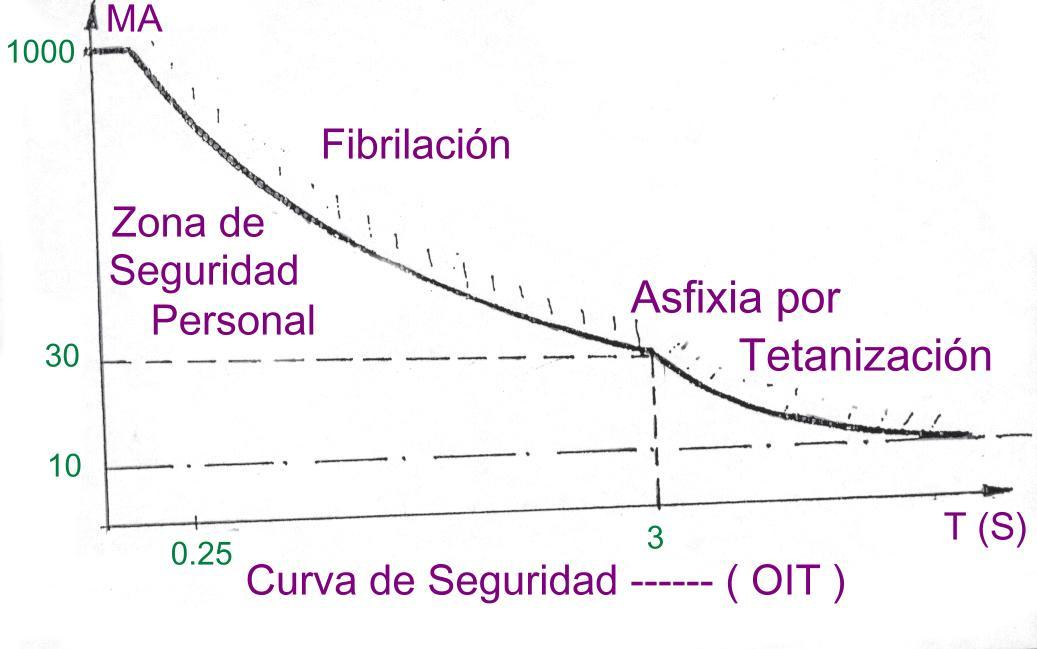 MA
1000
Fibrilación
Zona de
Seguridad
Personal
Asfixia por
30
Tetanización
10
T (S)
0.25
3
Curva de Seguridad ------ ( OIT )